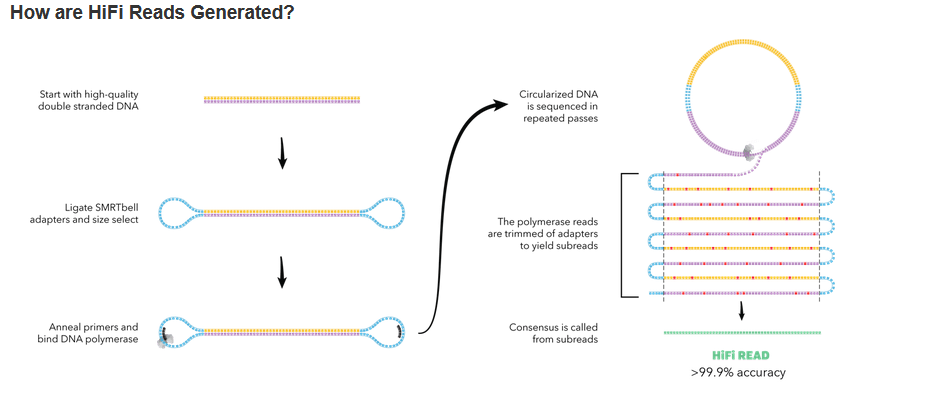 How are HiFi Reads Generated?
Start with high-quality
double stranded DNA
Ligate SMRTbell
adapters and size select
Anneal primers and
bind DNA polymerase
Circularized DNA
is sequenced in
repeated passes
The polymerase reads
are trimmed of adapters
to yield subreads
Consensus is called
from subreads
HiFi READ
>99.9% accuracy